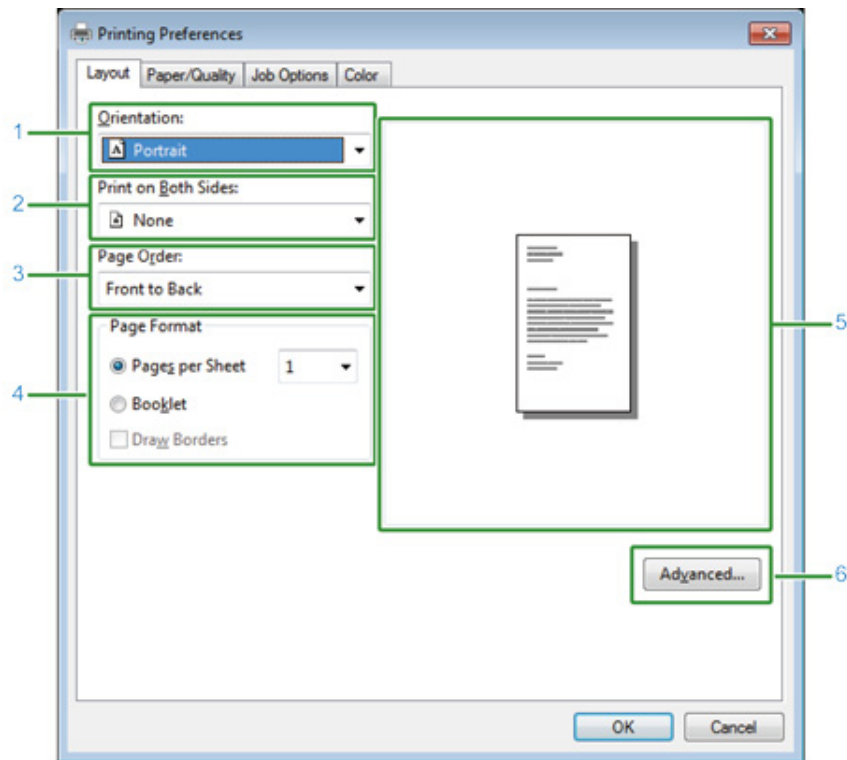 Printing Preferences
Layout Paper/Quality Job Options Color
1
Orientation:
Portrait
2
Print on Both Sides:
None
3
Page Order:
Front to Back
4
Page Format
Pages per Sheet 1
Booklet
Draw Borders
5
Advanced...
6
OK Cancel